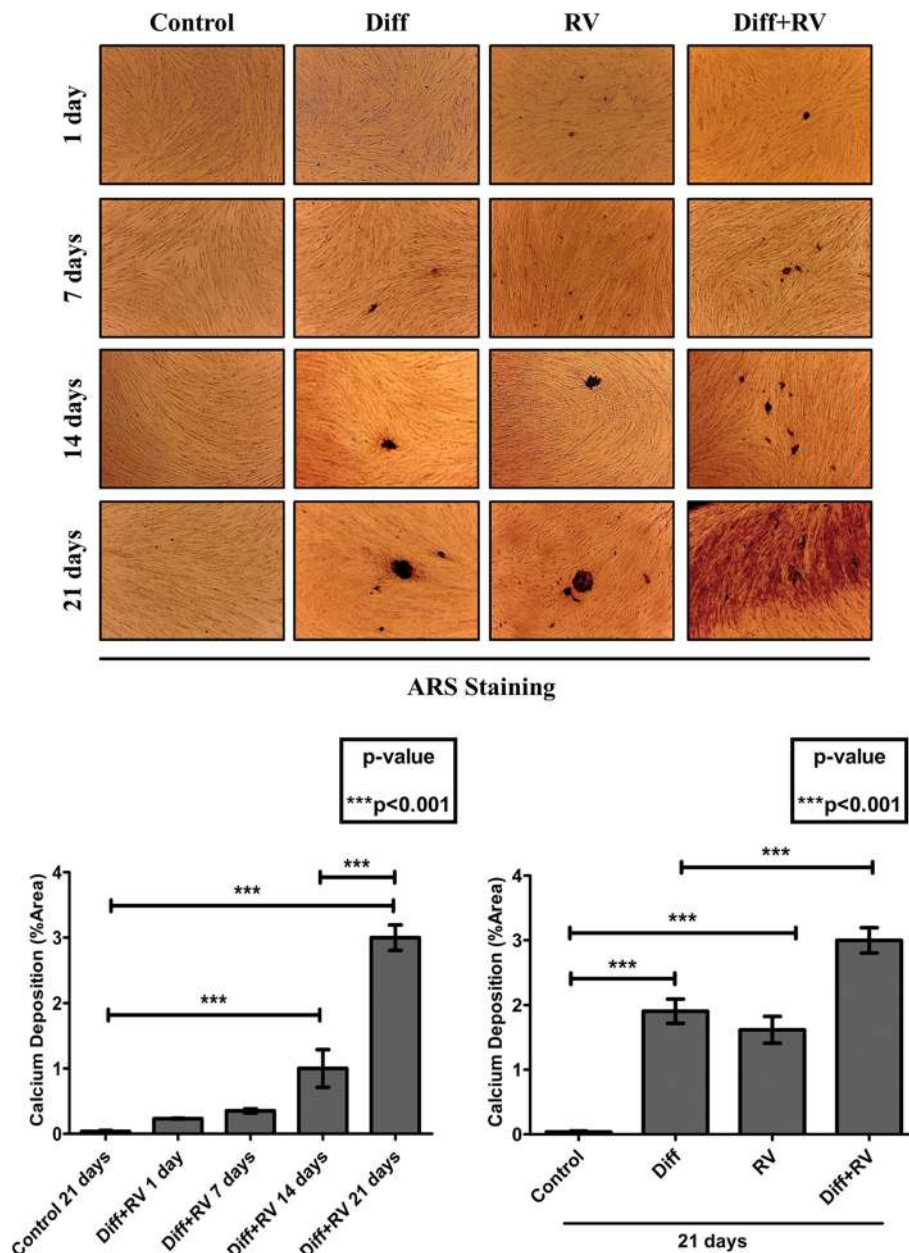 Control Diff RV Diff+RV
1 day
7 days
14 days
21 days
ARS Staining
p-value
***p<0.001
Calcium Deposition (%Area)
4
3
2
1
0
***
***
***
Control 21 days
Diff+RV 1 day
Diff+RV 7 days
Diff+RV 14 days
Diff+RV 21 days
p-value
***p<0.001
Calcium Deposition (%Area)
4
3
2
1
0
***
***
***
Control
Diff
RV
Diff+RV
21 days